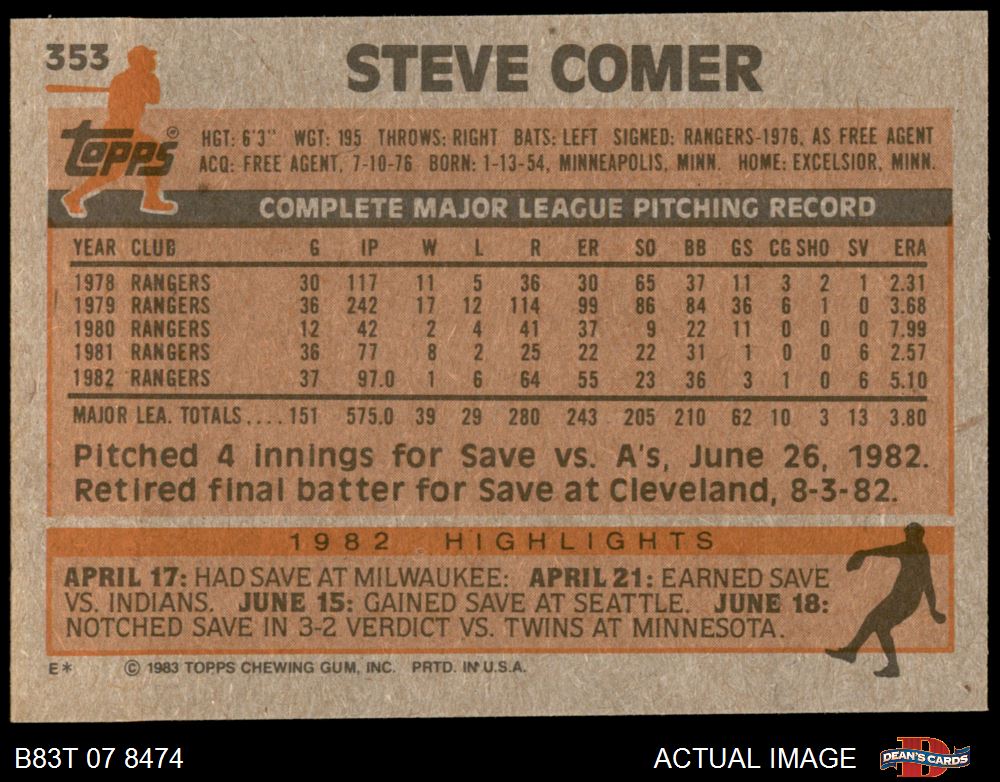 353
STEVE COMER
Topps®
HGT: 6'3" WGT: 195 THROWS: RIGHT BATS: LEFT SIGNED: RANGERS-1976, AS FREE AGENT
ACQ: FREE AGENT, 7-10-76 BORN: 1-13-54, MINNEAPOLIS, MINN. HOME: EXCELSIOR, MINN.
COMPLETE MAJOR LEAGUE PITCHING RECORD
YEAR CLUB G IP W L R ER SO BB GS CG SHO SV ERA
1978 RANGERS 30 117 11 5 36 30 65 37 11 3 2 1 2.31
1979 RANGERS 36 242 17 12 114 99 86 84 36 6 1 0 3.68
1980 RANGERS 12 42 2 4 41 37 9 22 11 0 0 0 7.99
1981 RANGERS 36 77 8 2 25 22 22 31 1 0 0 6 2.57
1982 RANGERS 37 97.0 1 6 64 55 23 36 3 1 0 6 5.10
MAJOR LEA. TOTALS.... 151 575.0 39 29 280 243 205 210 62 10 3 13 3.80
Pitched 4 innings for Save vs. A's, June 26, 1982.
Retired final batter for Save at Cleveland, 8-3-82.
1982 HIGHLIGHTS
APRIL 17: HAD SAVE AT MILWAUKEE: APRIL 21: EARNED SAVE
VS. INDIANS. JUNE 15: GAINED SAVE AT SEATTLE. JUNE 18:
NOTCHED SAVE IN 3-2 VERDICT VS. TWINS AT MINNESOTA.
E* © 1983 TOPPS CHEWING GUM, INC. PRTD. IN U.S.A.
B83T 07 8474 ACTUAL IMAGE DEAN'S CARDS